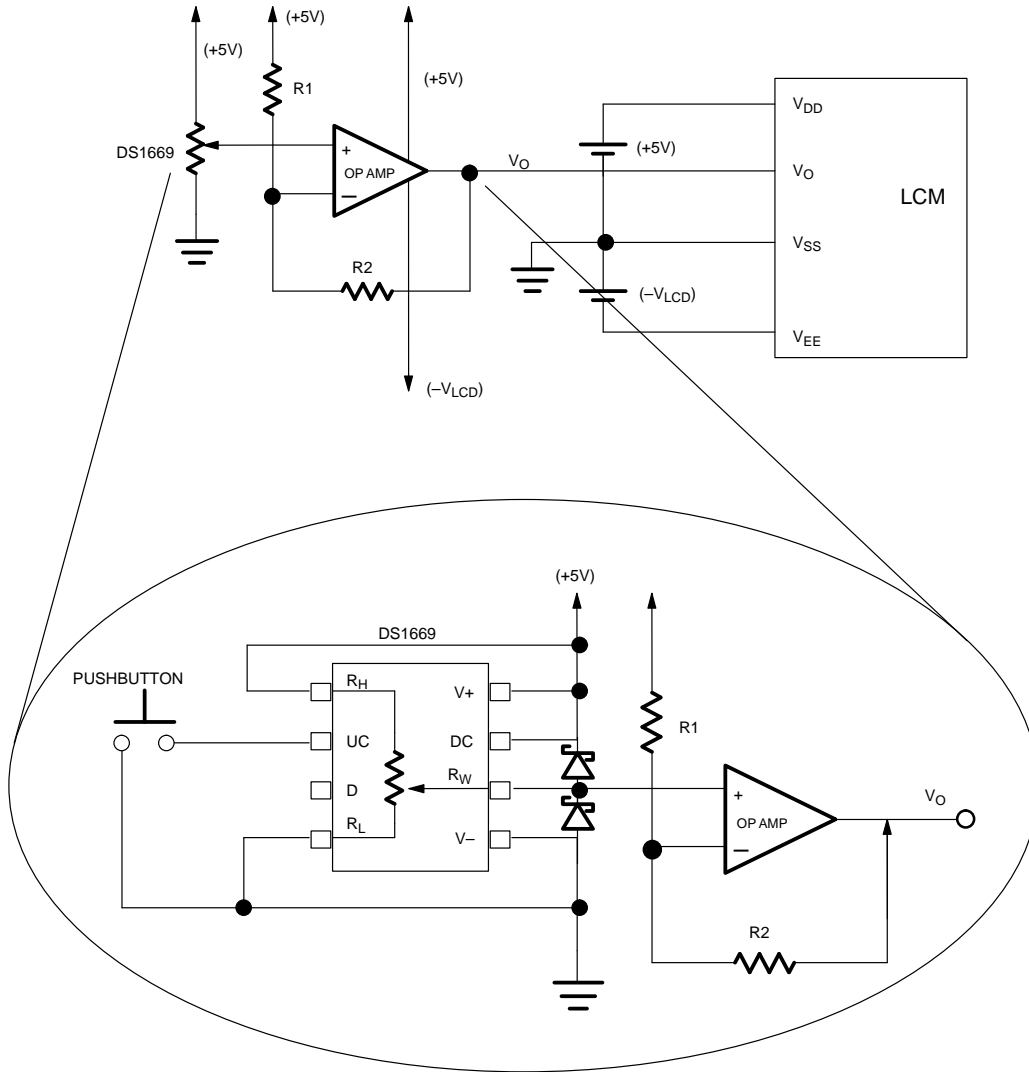 (+5V)
(+5V)
R1
(+5V)
DS1669
+
OP AMP
–
R2
(–VLCD)
VO
(+5V)
(–VLCD)
VDD
VO
VSS
VEE
LCM
(+5V)
DS1669
PUSHBUTTON
RH
V+
UC
DC
D
RW
RL
V–
R1
+
OP AMP
–
R2
VO